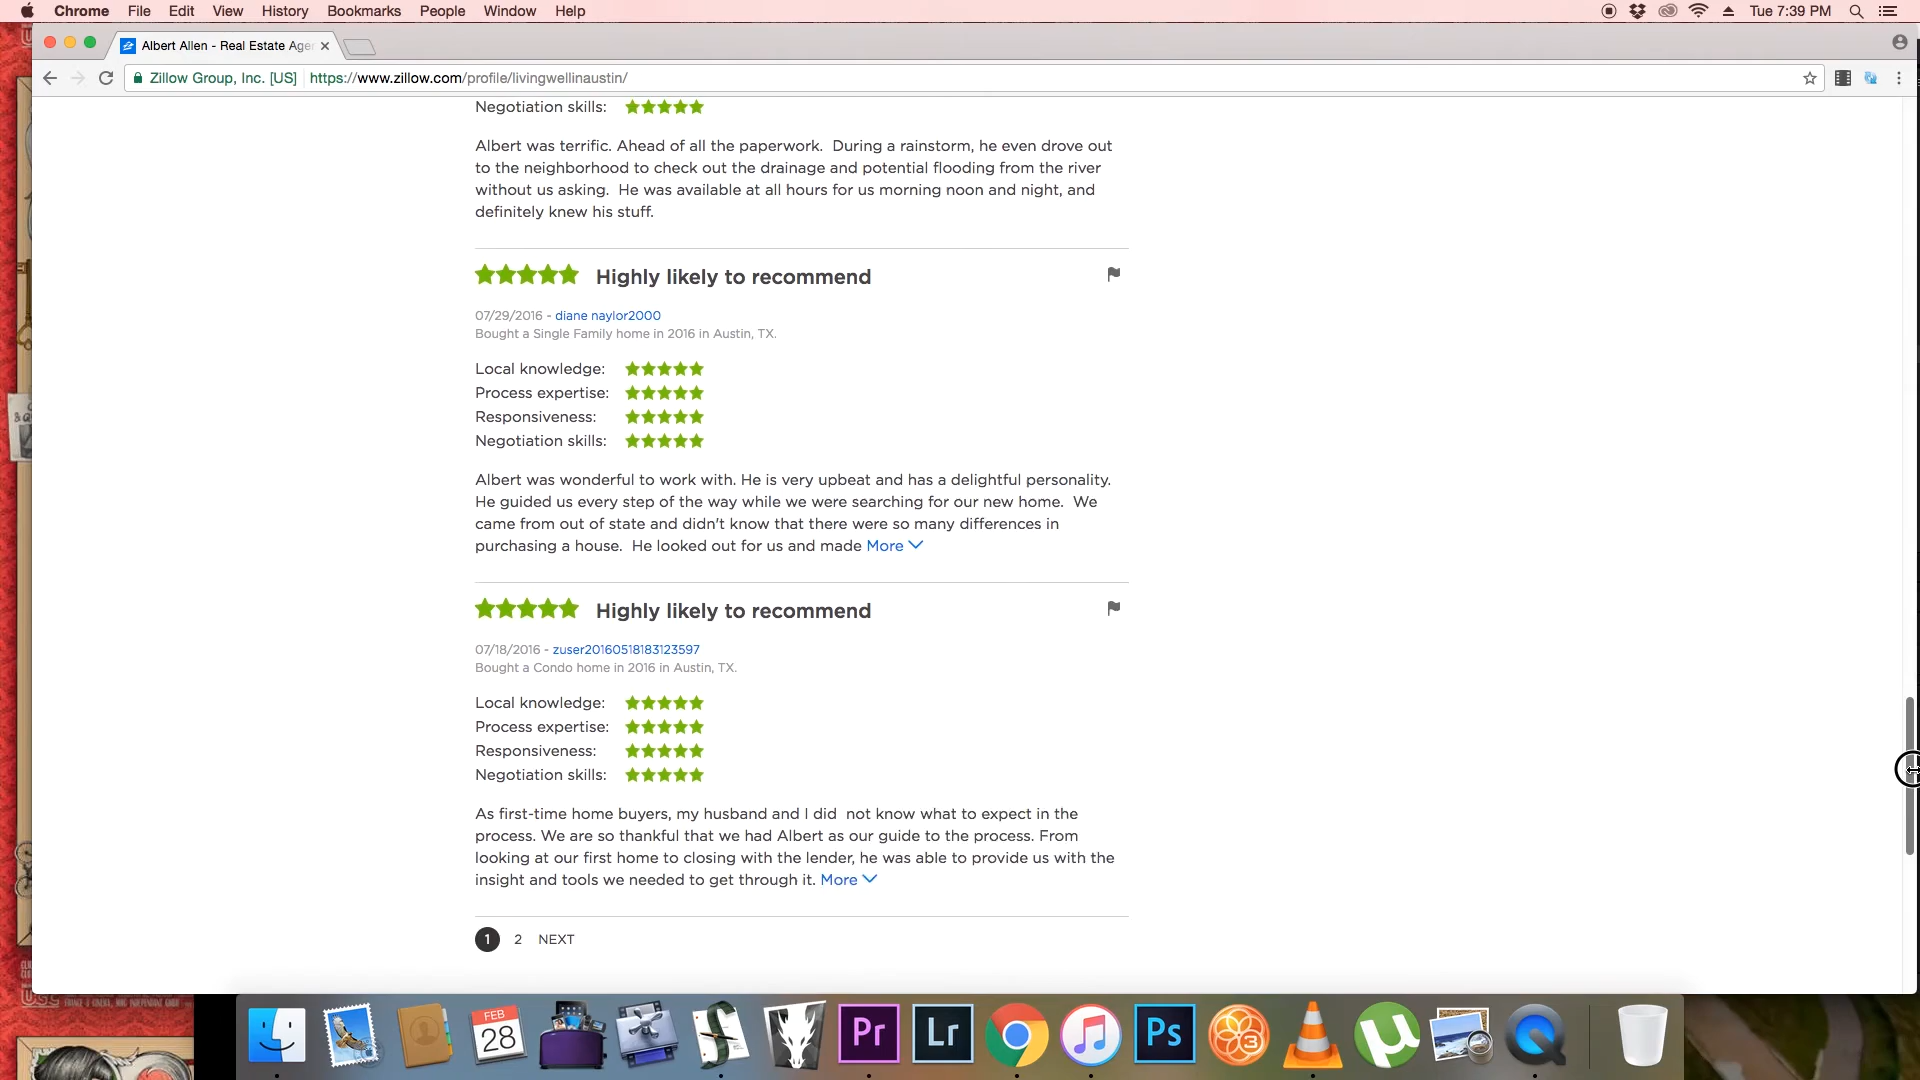 Chrome File Edit View History Bookmarks People Window Help Tue 7:39 PM
Albert Allen - Real Estate Agen
Zillow Group, Inc. [US] https://www.zillow.com/profile/livingwellinaustin/
Negotiation skills:
Albert was terrific. Ahead of all the paperwork.  During a rainstorm, he even drove out
to the neighborhood to check out the drainage and potential flooding from the river
without us asking.  He was available at all hours for us morning noon and night, and
definitely knew his stuff.
Highly likely to recommend
07/29/2016 - diane naylor2000
Bought a Single Family home in 2016 in Austin, TX.
Local knowledge:
Process expertise:
Responsiveness:
Negotiation skills:
Albert was wonderful to work with. He is very upbeat and has a delightful personality.
He guided us every step of the way while we were searching for our new home.  We
came from out of state and didn't know that there were so many differences in
purchasing a house.  He looked out for us and made More
Highly likely to recommend
07/18/2016 - zuser20160518183123597
Bought a Condo home in 2016 in Austin, TX.
Local knowledge:
Process expertise:
Responsiveness:
Negotiation skills:
As first-time home buyers, my husband and I did  not know what to expect in the
process. We are so thankful that we had Albert as our guide to the process. From
looking at our first home to closing with the lender, he was able to provide us with the
insight and tools we needed to get through it. More
1 2 NEXT
FEB
28
Pr
Lr
Ps
3